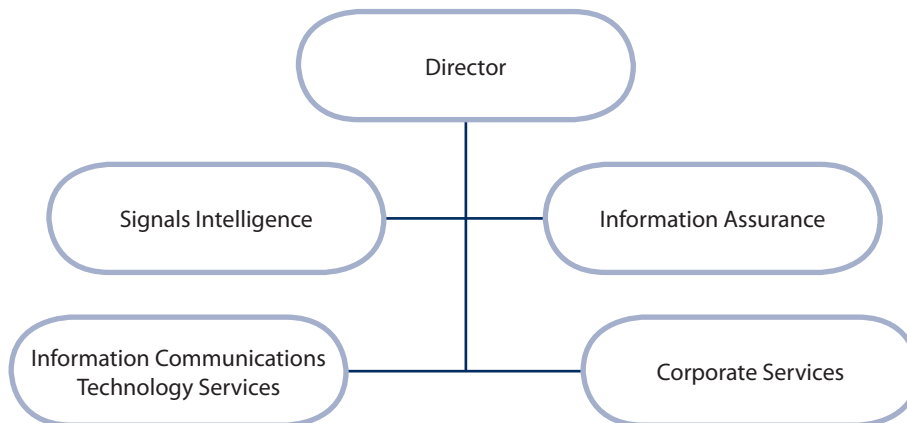 Director
Signals Intelligence
Information Assurance
Information Communications
Technology Services
Corporate Services